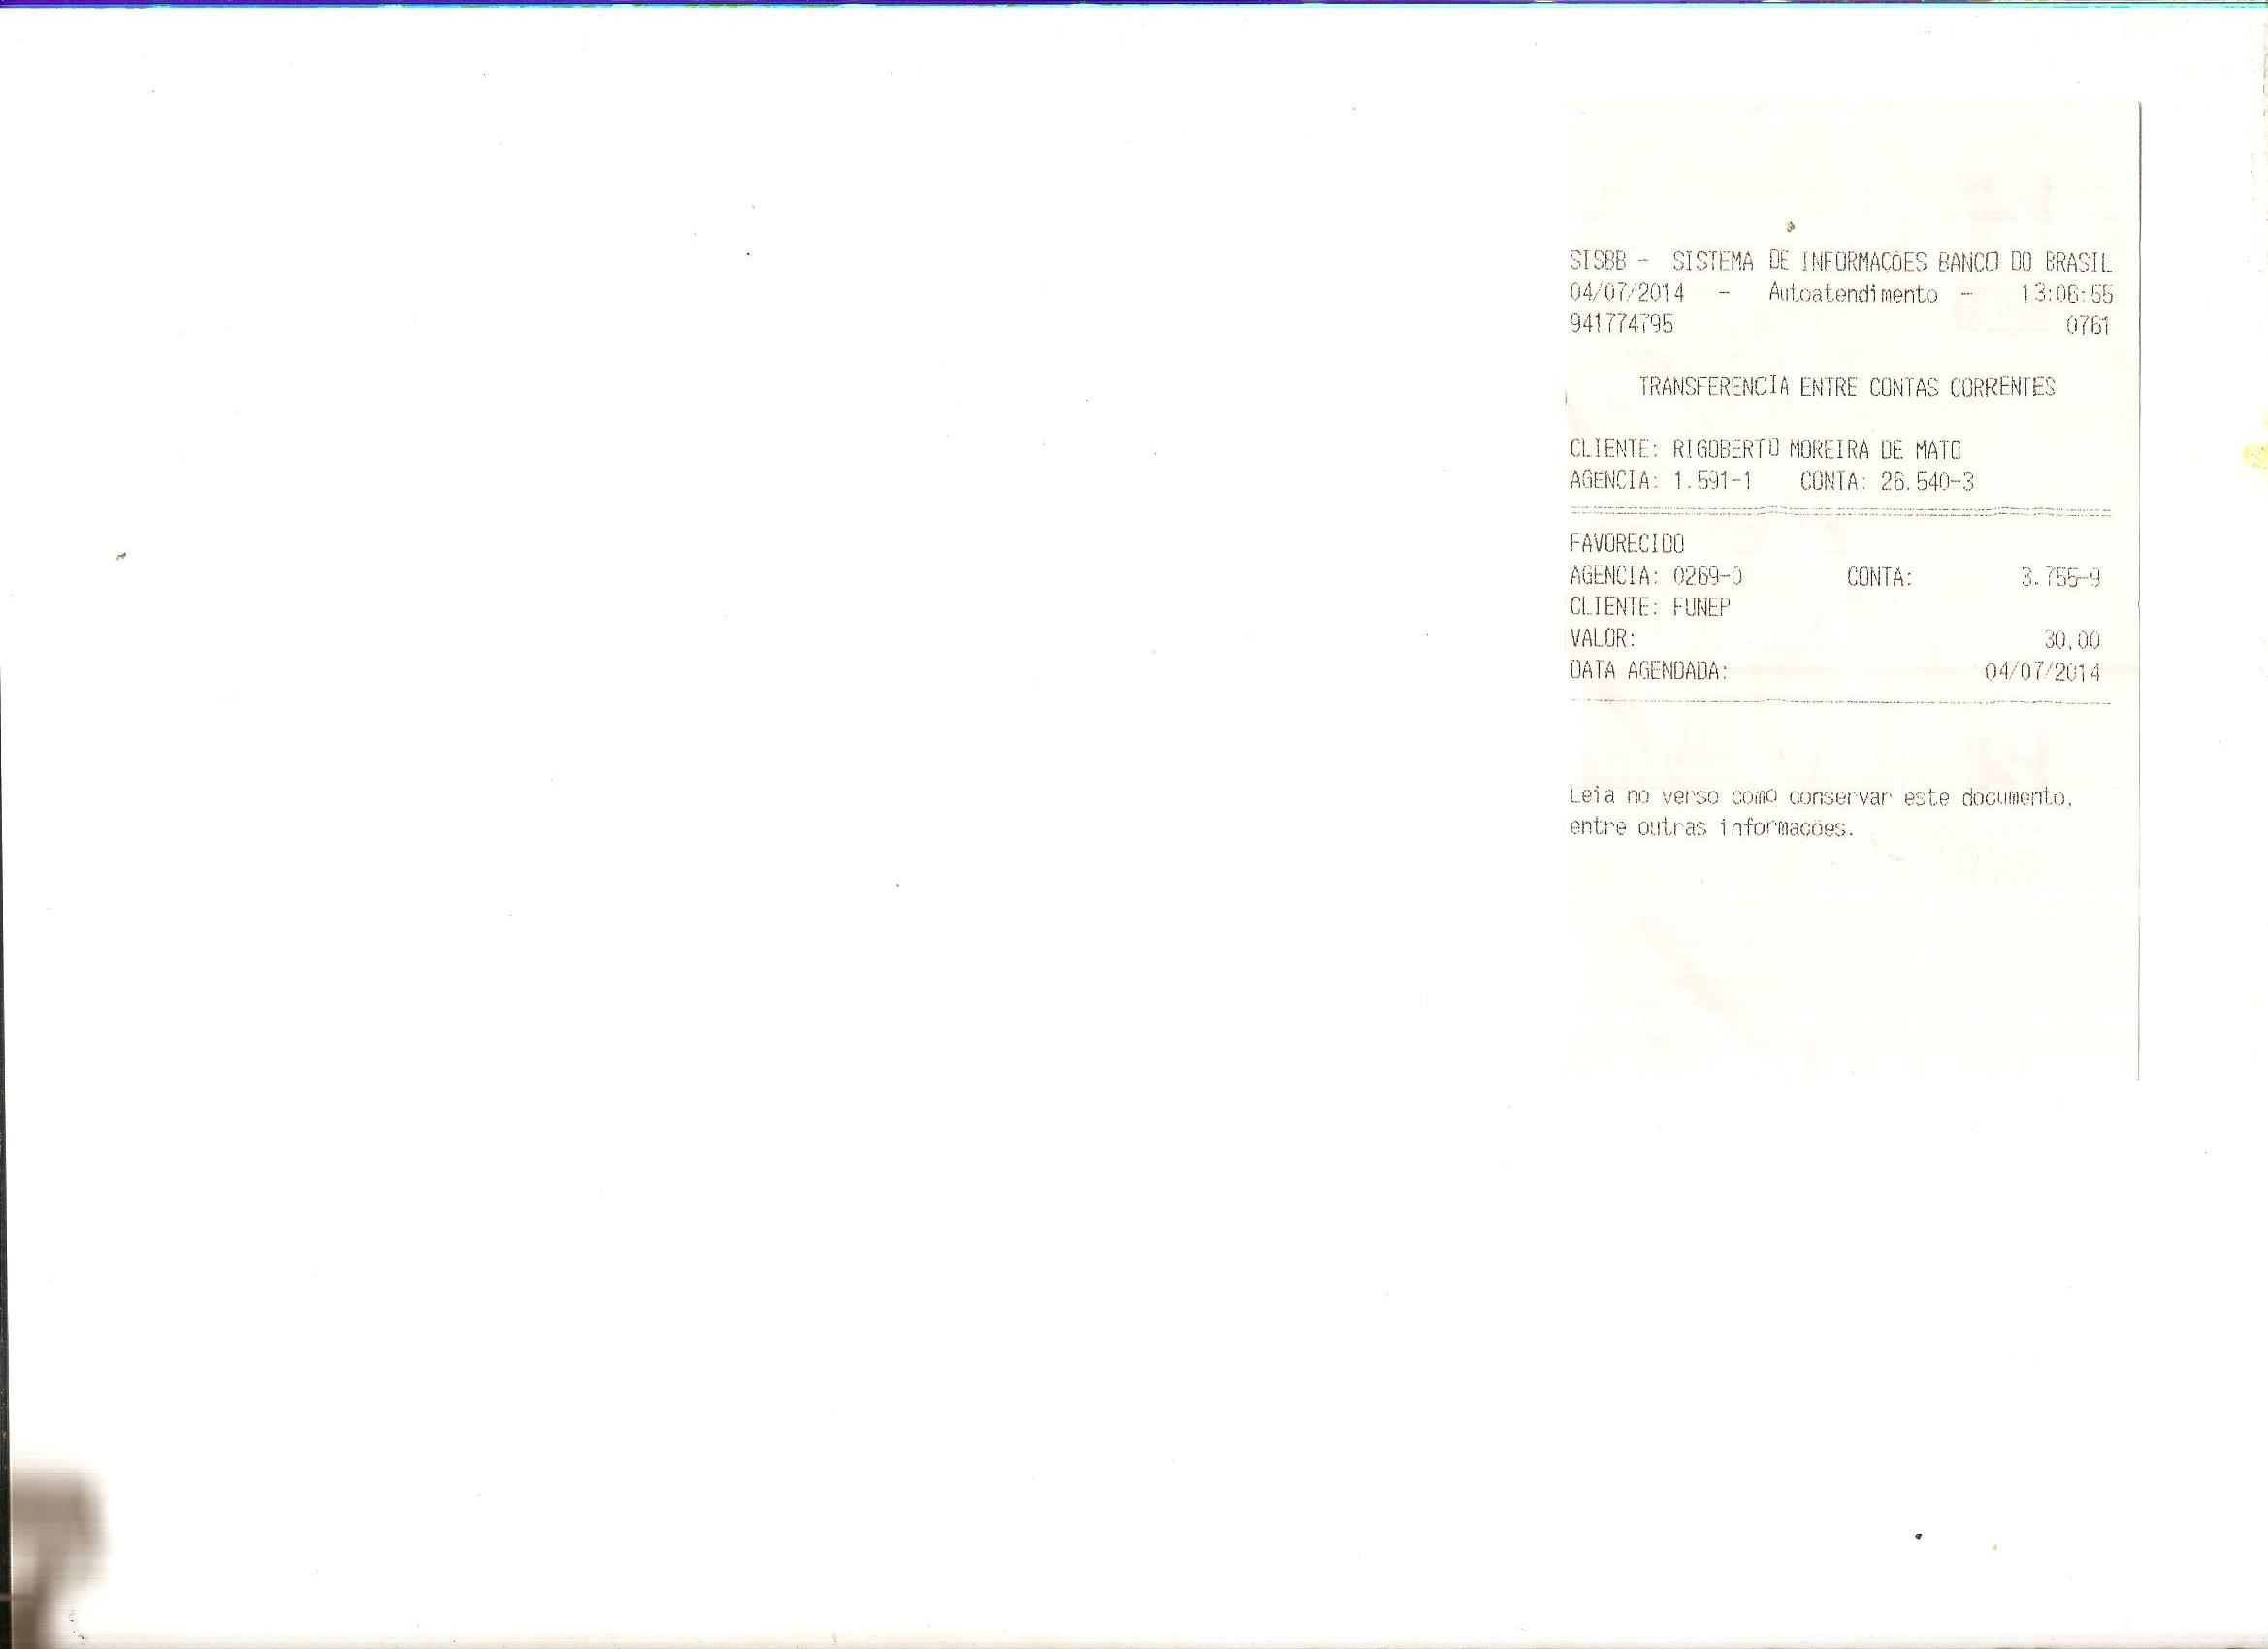 SISBB - SISTEMA DE INFORMACÕES BANCO DO BRASIL
04/07/2014 - Autoatendimento - 13:06:55
941774795 0761
TRANSFERENCIA ENTRE CONTAS CORRENTES
CLIENTE: RIGOBERTO MOREIRA DE MATO
AGENCIA: 1.591-1 CONTA: 26.540-3
FAVORECIDO
AGENCIA: 0269-0 CONTA: 3.755-9
CLIENTE: FUNEP
VALOR: 30,00
DATA AGENDADA: 04/07/2014
Leia no verso como conservar este documento,
entre outras informacões.